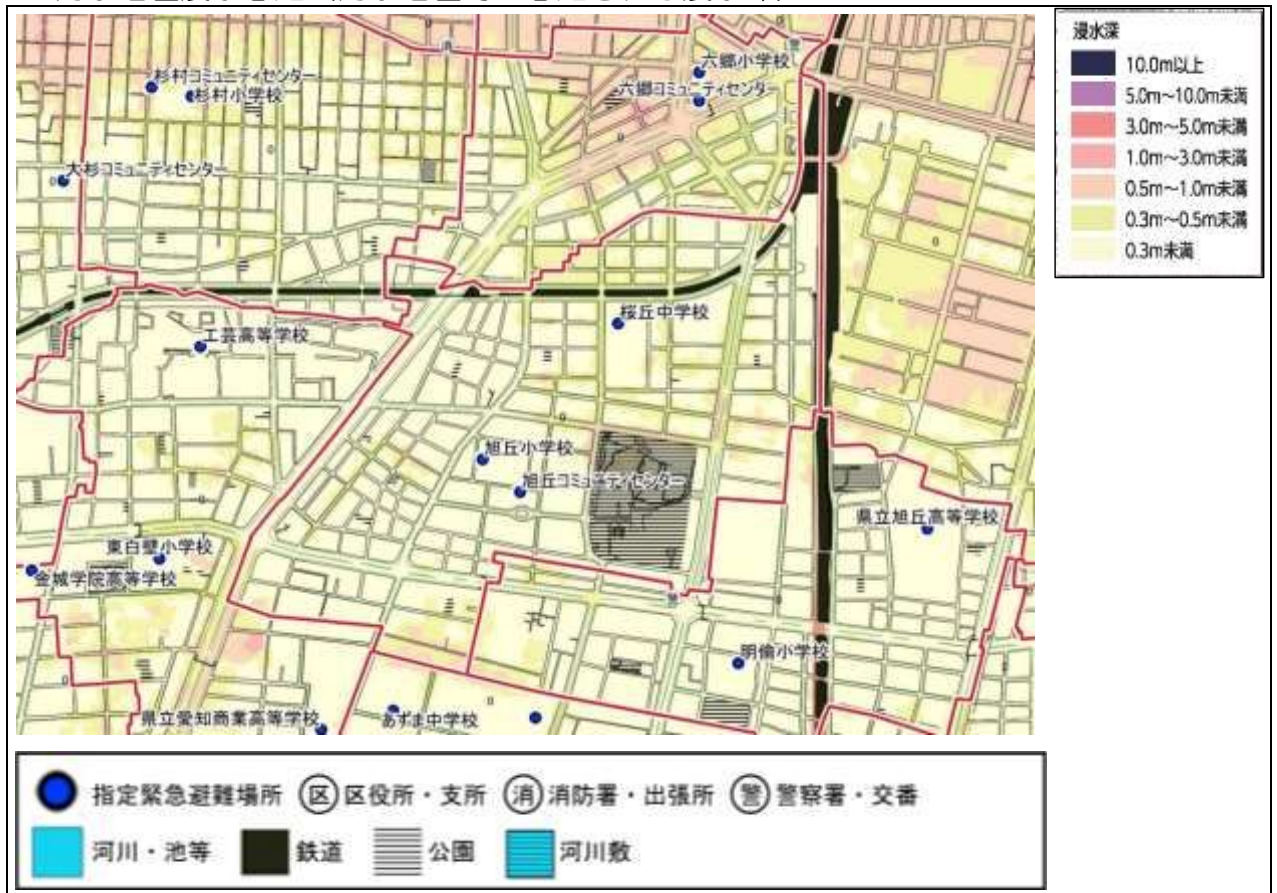 浸水深
10.0m以上
5.0m～10.0m未満
3.0m～5.0m未満
1.0m～3.0m未満
0.5m～1.0m未満
0.3m～0.5m未満
0.3m未満
消
警
六郷小学校
杉村コミュニティセンター
杉村小学校
六郷コミュニティセンター
大杉コミュニティセンター
桜丘中学校
工芸高等学校
旭丘小学校
旭丘コミュニティセンター
県立旭丘高等学校
東白壁小学校
金城学院高等学校
警
明倫小学校
県立愛知商業高等学校
あずま中学校
指定緊急避難場所 区 区役所・支所 消 消防署・出張所 警 警察署・交番
河川・池等 鉄道 公園 河川敷